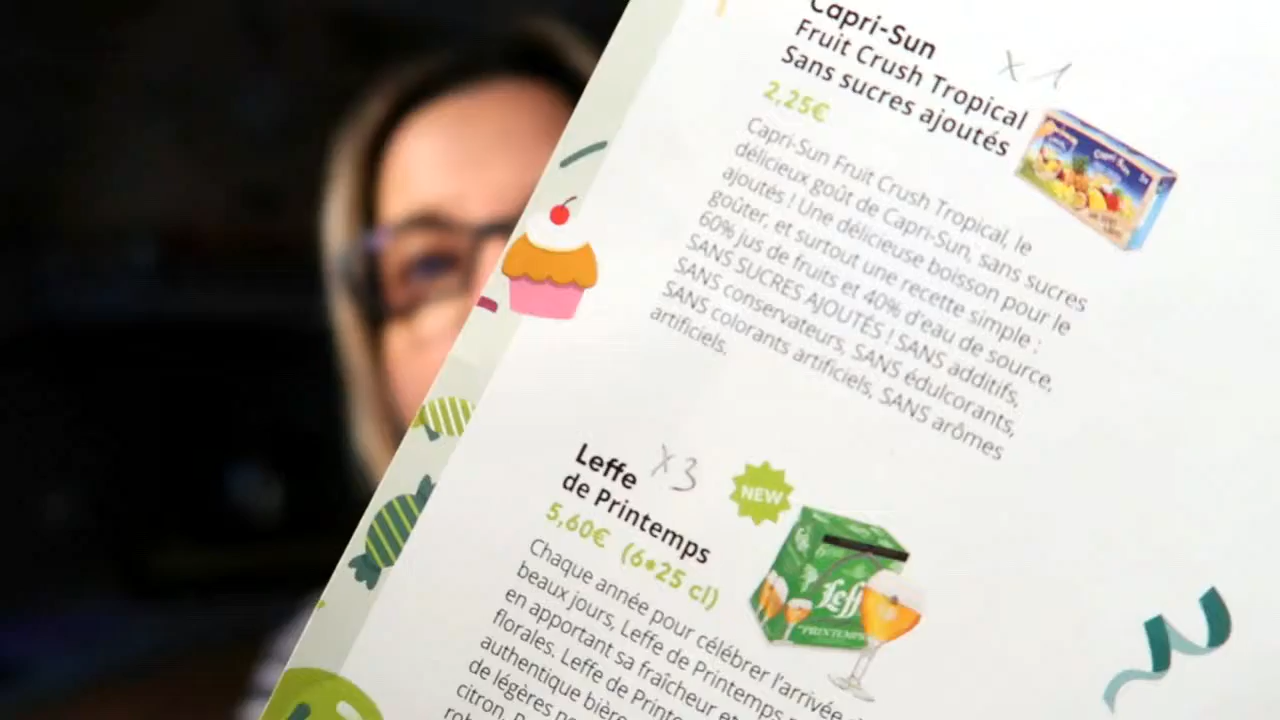 Capri-Sun
Fruit Crush Tropical
Sans sucres ajoutés
x 1
2,25€
Capri-Sun Fruit Crush Tropical, le
délicieux goût de Capri-Sun, sans sucres
ajoutés ! Une délicieuse boisson pour le
goûter, et surtout une recette simple :
60% jus de fruits et 40% d'eau de source,
SANS SUCRES AJOUTÉS ! SANS additifs,
SANS conservateurs, SANS édulcorants,
SANS colorants artificiels, SANS arômes
artificiels.
Leffe x3
de Printemps
NEW
5,60€ (6*25 cl)
Leffe
PRINTEMPS
Chaque année pour célébrer l'arrivée
beaux jours, Leffe de Printemps
en apportant sa fraîcheur et
florales. Leffe de
authentique bière
de légères
citron.